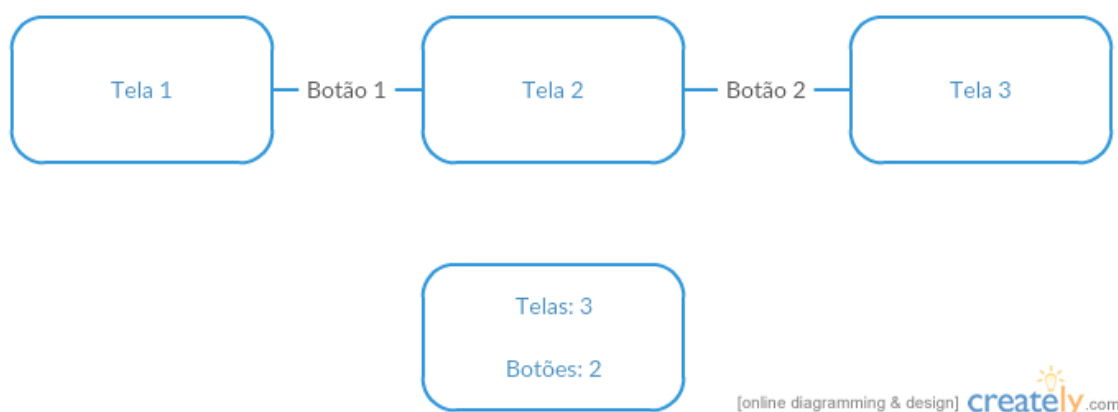 Tela 1
Botão 1
Tela 2
Botão 2
Tela 3
Telas: 3
Botões: 2
[online diagramming & design] creately.com